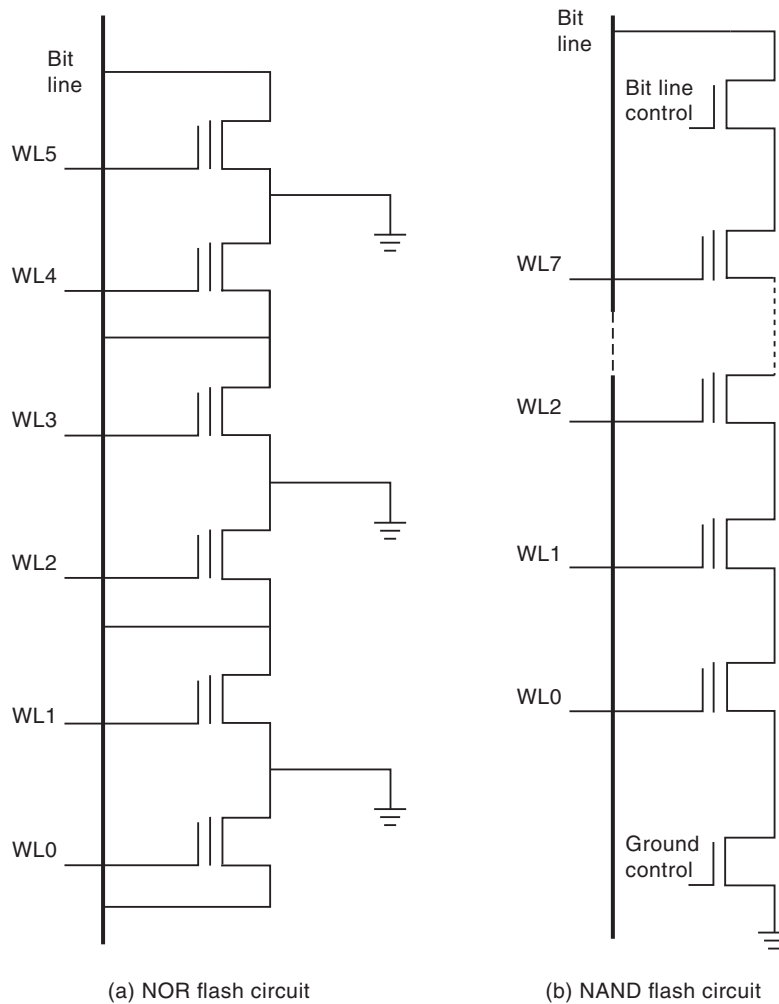 Bit
line
WL5
WL4
WL3
WL2
WL1
WL0
(a) NOR flash circuit
Bit
line
Bit line
control
WL7
WL2
WL1
WL0
Ground
control
(b) NAND flash circuit